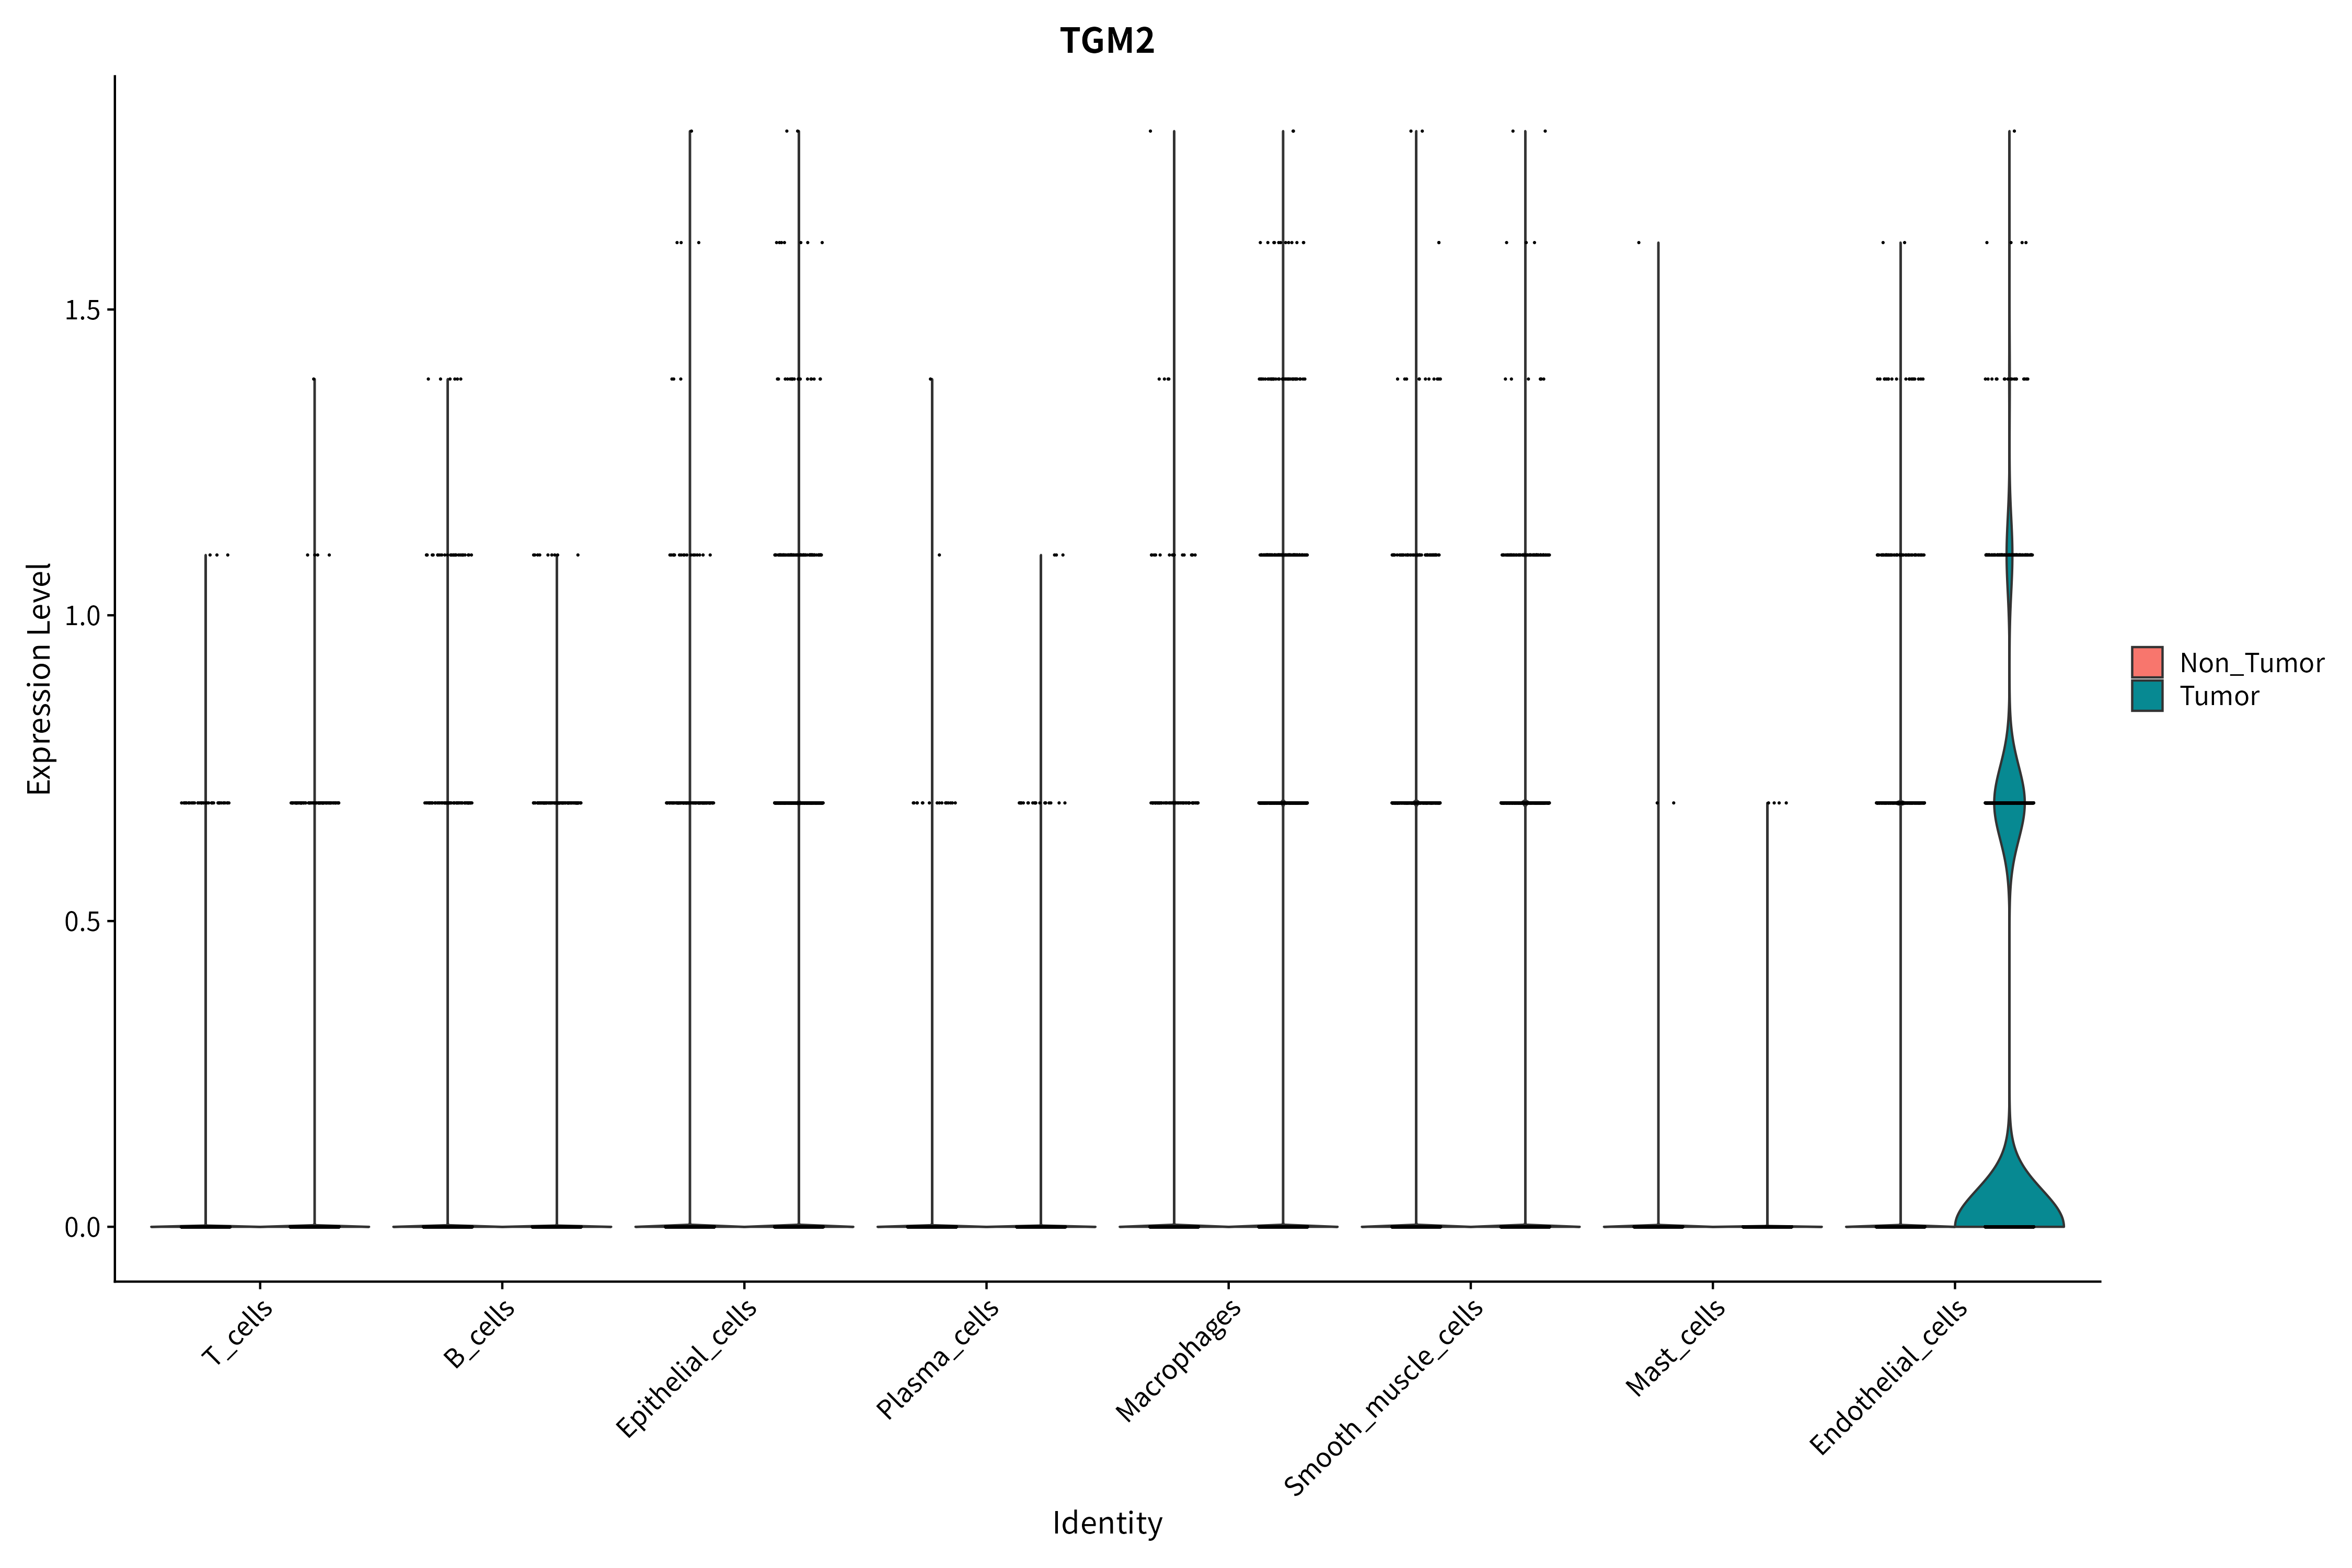 TGM2
Expression Level
1.5
1.0
0.5
0.0
Non_Tumor
Tumor
T_cells
B_cells
Epithelial_cells
Plasma_cells
Macrophages
Smooth_muscle_cells
Mast_cells
Endothelial_cells
Identity